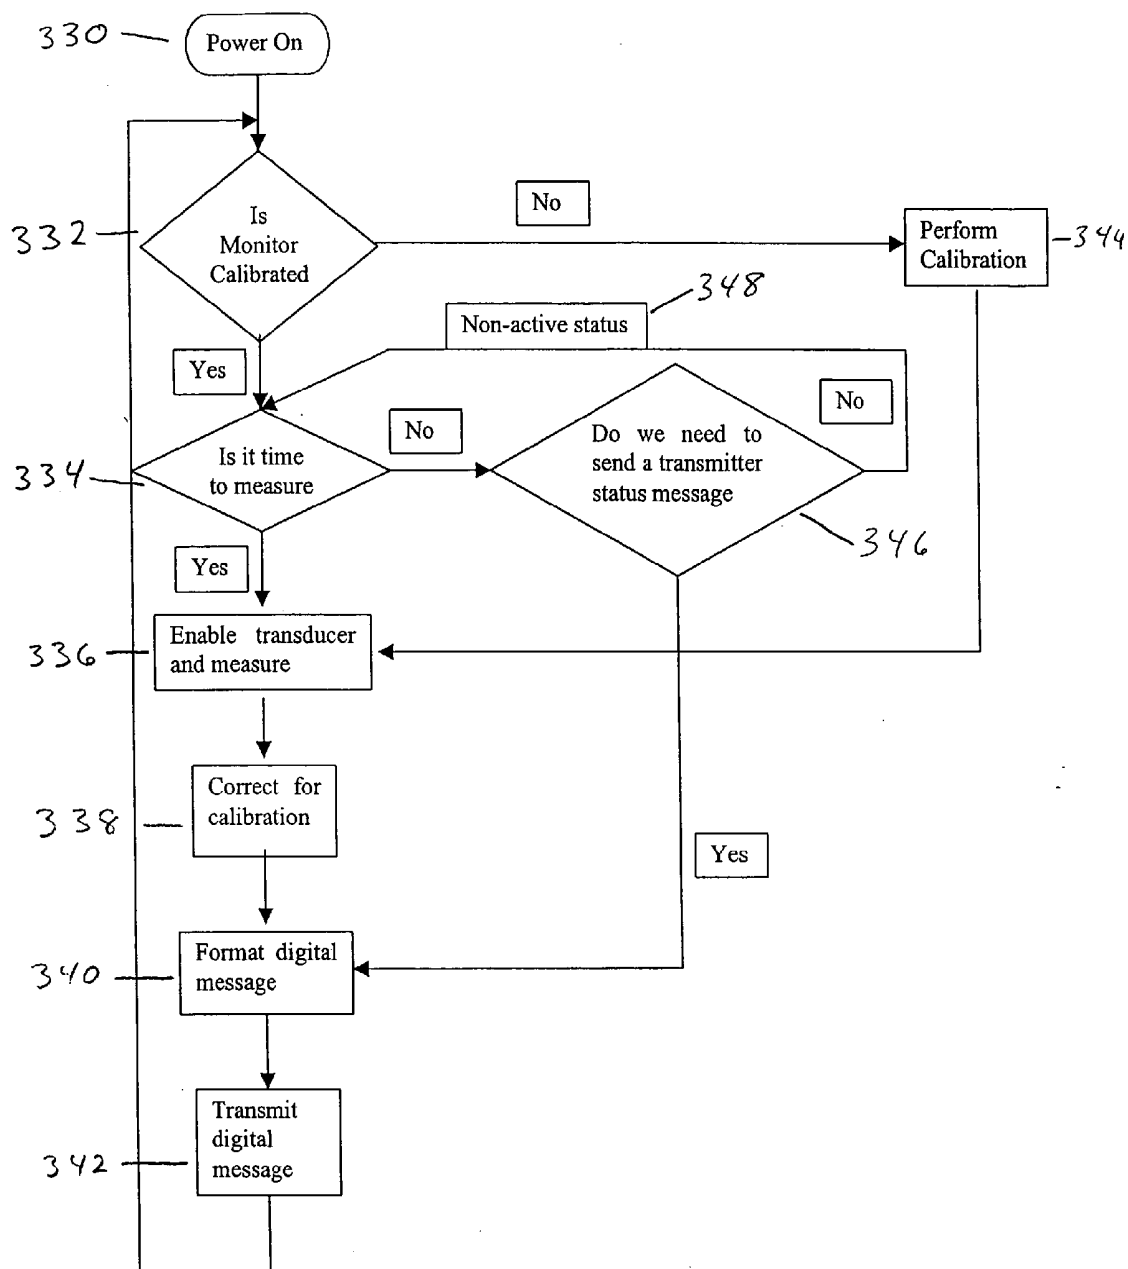 330
Power On
332
Is
Monitor
Calibrated
No
Perform
Calibration
344
348
Non-active status
Yes
334
Is it time
to measure
No
Do we need to
send a transmitter
status message
No
346
Yes
336
Enable transducer
and measure
338
Correct for
calibration
Yes
340
Format digital
message
342
Transmit
digital
message